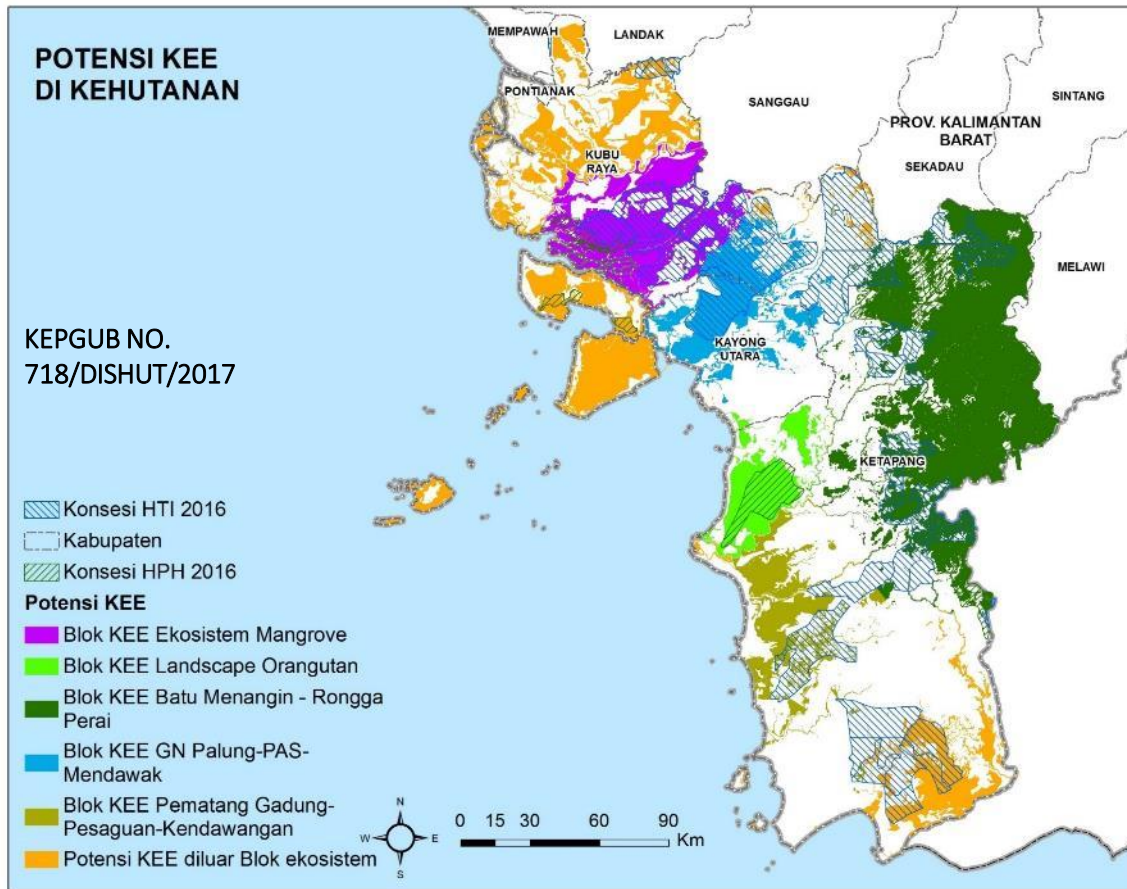 POTENSI KEE
DI KEHUTANAN
MEMPAWAH
LANDAK
PONTIANAK
SANGGAU
SINTANG
PROV. KALIMANTAN
BARAT
SEKADAU
KUBU
RAYA
MELAWI
KEPGUB NO.
718/DISHUT/2017
KAYONG
UTARA
KETAPANG
Konsesi HTI 2016
Kabupaten
Konsesi HPH 2016
Potensi KEE
Blok KEE Ekosistem Mangrove
Blok KEE Landscape Orangutan
Blok KEE Batu Menangin - Rongga
Perai
Blok KEE GN Palung-PAS-
Mendawak
Blok KEE Pematang Gadung-
Pesaguan-Kendawangan
Potensi KEE diluar Blok ekosistem
N
W E
S
0 15 30 60 90
Km